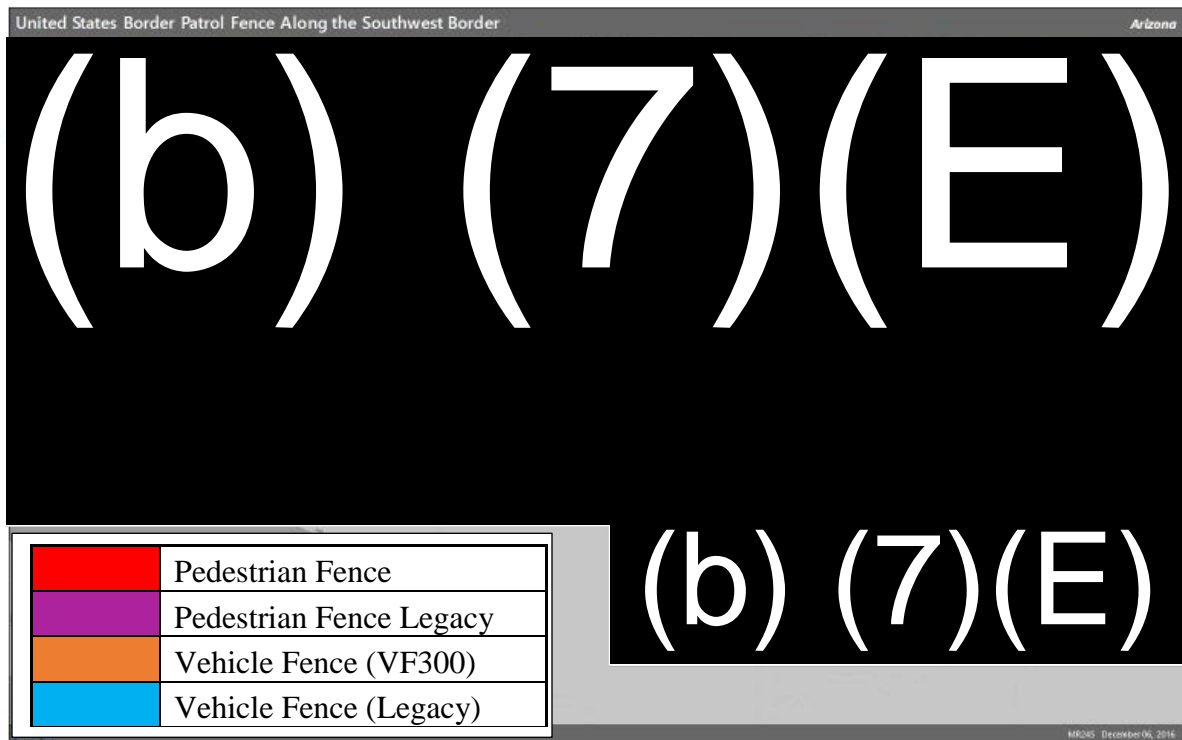 United States Border Patrol Fence Along the Southwest Border
Arizona
(b) (7)(E)
(b) (7)(E)
Pedestrian Fence
Pedestrian Fence Legacy
Vehicle Fence (VF300)
Vehicle Fence (Legacy)
MR245 December 06, 2016